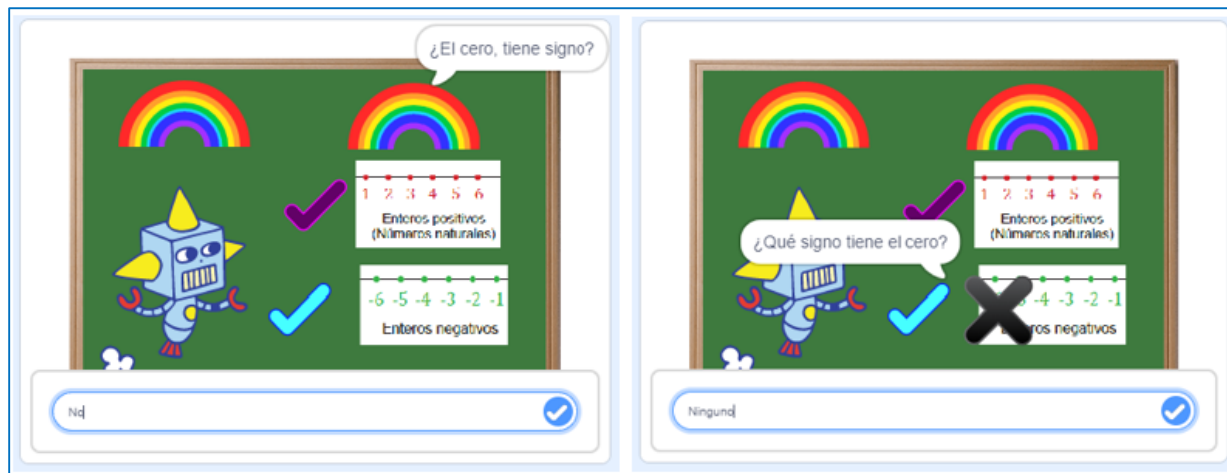 ¿El cero, tiene signo?
1 2 3 4 5 6
Enteros positivos
(Números naturales)
-6 -5 -4 -3 -2 -1
Enteros negativos
No
1 2 3 4 5 6
Enteros positivos
(Números naturales)
¿Qué signo tiene el cero?
-4 -3 -2 -1
negativos
Ninguno